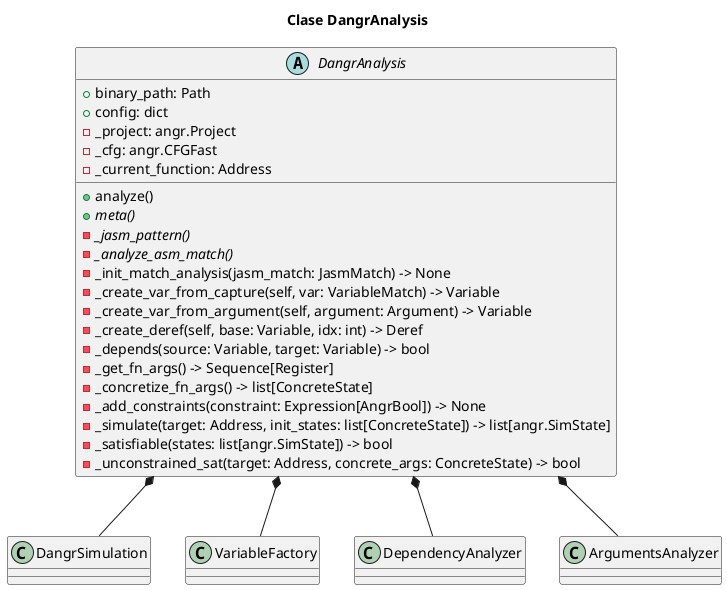 Clase DangrAnalysis
A DangrAnalysis
binary_path: Path
config: dict
_project: angr.Project
_cfg: angr.CFGFast
_current_function: Address
analyze()
meta()
_jasm_pattern()
_analyze_asm_match()
_init_match_analysis(jasm_match: JasmMatch) -> None
_create_var_from_capture(self, var: VariableMatch) -> Variable
_create_var_from_argument(self, argument: Argument) -> Variable
_create_deref(self, base: Variable, idx: int) -> Deref
_depends(source: Variable, target: Variable) -> bool
_get_fn_args() -> Sequence[Register]
_concretize_fn_args() -> list[ConcreteState]
_add_constraints(constraint: Expression[AngrBool]) -> None
_simulate(target: Address, init_states: list[ConcreteState]) -> list[angr.SimState]
_satisfiable(states: list[angr.SimState]) -> bool
_unconstrained_sat(target: Address, concrete_args: ConcreteState) -> bool
C DangrSimulation
C VariableFactory
C DependencyAnalyzer
C ArgumentsAnalyzer